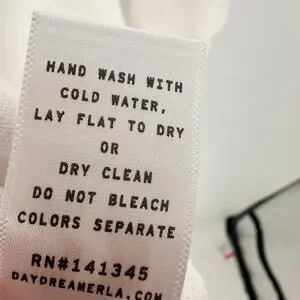 HAND WASH WITH
COLD WATER,
LAY FLAT TO DRY
OR
DRY CLEAN
DO NOT BLEACH
COLORS SEPARATE
RN#141345
DAYDREAMERLA.COM